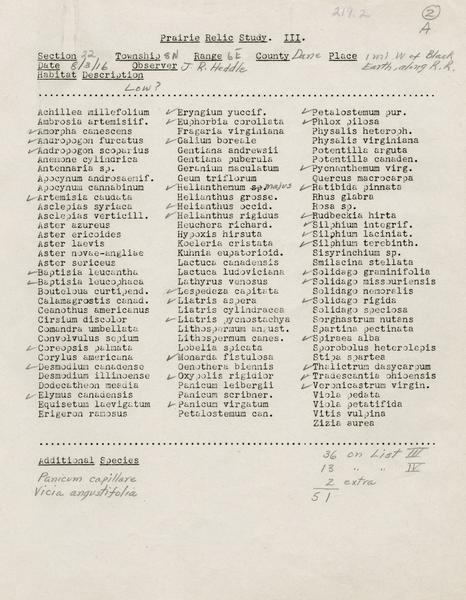 219.2
2
A
Prairie Relic Study. III.
Section 22 Township 8N Range 6E County Dane Place 1 mi W of Black
Date 8/3/16 Observer J. R. Heddle Earth, along R.R.
Habitat Description
Low?
Achillea millefolium
Ambrosia artemisiif.
✓ Amorpha canescens
✓ Andropogon furcatus
✓ Andropogon scoparius
Anemone cylindrica
Antennaria sp.
Apocynum androsaemif.
Apocynum cannabinum
✓ Artemisia caudata
Asclepias syriaca
Asclepias verticill.
Aster azureus
Aster ericoides
Aster laevis
Aster novae-angliae
Aster sericeus
✓ Baptisia leucantha
✓ Baptisia leucophaea
Bouteloua curtipend.
Calamagrostis canad.
Ceanothus americanus
Cirsium discolor
Comandra umbellata
Convolvulus sepium
✓ Coreopsis palmata
Corylus americana
✓ Desmodium canadense
Desmodium illinoense
Dodecatheon meadia
✓ Elymus canadensis
Equisetum laevigatum
Erigeron ramosus
✓ Eryngium yuccif.
✓ Euphorbia corollata
Fragaria virginiana
✓ Galium boreale
Gentiana andrewsii
Gentiana puberula
Geranium maculatum
Geum triflorum
✓ Helianthemum sp. majus
Helianthus grosse.
✓ Helianthus occid.
✓ Helianthus rigidus
Heuchera richard.
Hypoxis hirsuta
Koeleria cristata
Kuhnia eupatorioid.
Lactuca canadensis
Lactuca ludoviciana
Lathyrus venosus
✓ Lespedeza capitata
✓ Liatris aspera
Liatris cylindracea
✓ Liatris pycnostachya
Lithospermum angust.
Lithospermum canes.
Lobelia spicata
✓ Monarda fistulosa
Oenothera biennis
✓ Oxypolis rigidior
Panicum leibergii
Panicum scribner.
✓ Panicum virgatum
Petalostemum can.
✓ Petalostemum pur.
✓ Phlox pilosa
Physalis heteroph.
Physalis virginiana
Potentilla arguta
Potentilla canaden.
✓ Pycnanthemum virg.
Quercus macrocarpa
✓ Ratibida pinnata
Rhus glabra
Rosa sp.
✓ Rudbeckia hirta
✓ Silphium integrif.
✓ Silphium laciniat.
✓ Silphium terebinth.
Sisyrinchium sp.
Smilacina stellata
✓ Solidago graminifolia
✓ Solidago missouriensis
Solidago nemoralis
✓ Solidago rigida
Solidago speciosa
Sorghastrum nutans
Spartina pectinata
✓ Spiraea alba
Sporobolus heterolepis
Stipa spartea
✓ Thalictrum dasycarpum
✓ Tradescantia ohioensis
✓ Veronicastrum virgin.
Viola pedata
Viola pedatifida
Vitis vulpina
Zizia aurea
Additional Species
Panicum capillare
Vicia angustifolia
36 on List III
13 " " IV
2 extra
51